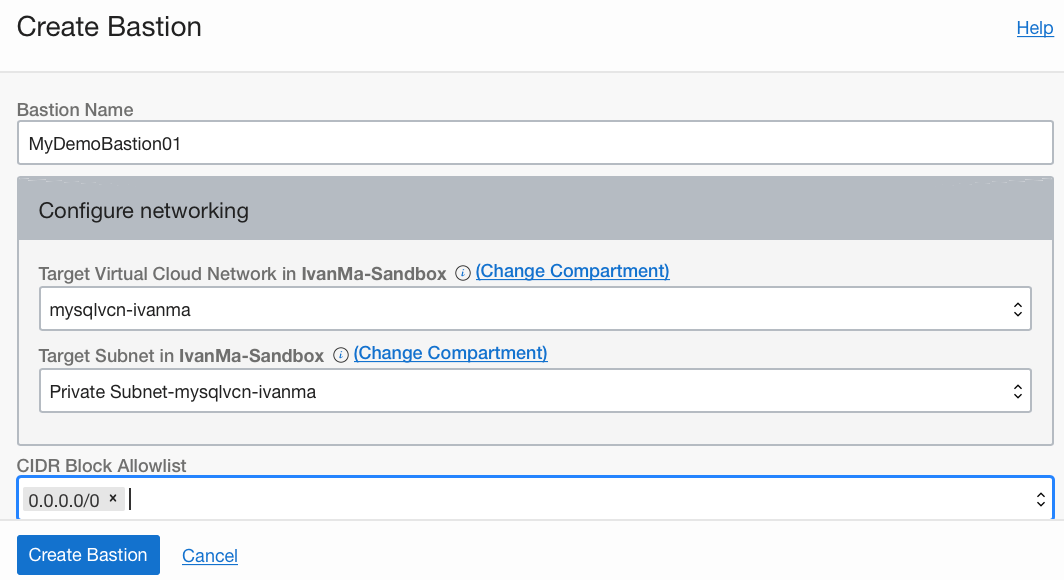 Create Bastion
Help
Bastion Name
MyDemoBastion01
Configure networking
Target Virtual Cloud Network in IvanMa-Sandbox (Change Compartment)
mysqlvcn-ivanma
Target Subnet in IvanMa-Sandbox (Change Compartment)
Private Subnet-mysqlvcn-ivanma
CIDR Block Allowlist
0.0.0.0/0 ×
Create Bastion Cancel